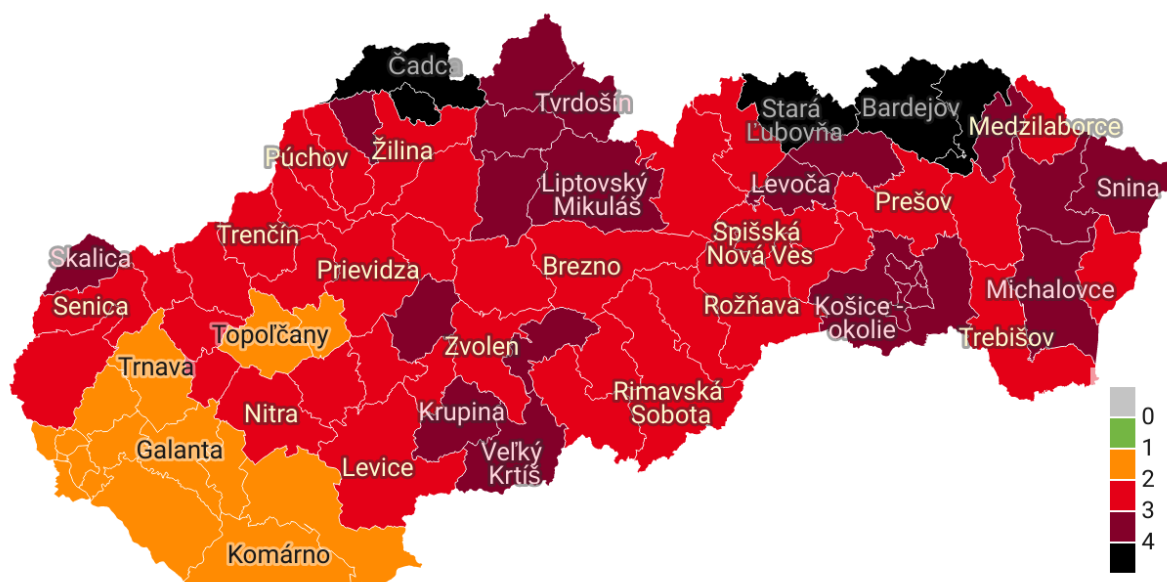 Čadca
Tvrdošín
Stará
Ľubovňa
Bardejov
Medzilaborce
Púchov
Žilina
Liptovský
Mikuláš
Levoča
Prešov
Snina
Skalica
Trenčín
Spišská
Nová Ves
Senica
Prievidza
Brezno
Michalovce
Rožňava
Košice -
okolie
Topoľčany
Zvolen
Trebišov
Trnava
Rimavská
Sobota
Nitra
Krupina
Galanta
Veľký
Krtíš
Levice
Komárno
0
1
2
3
4